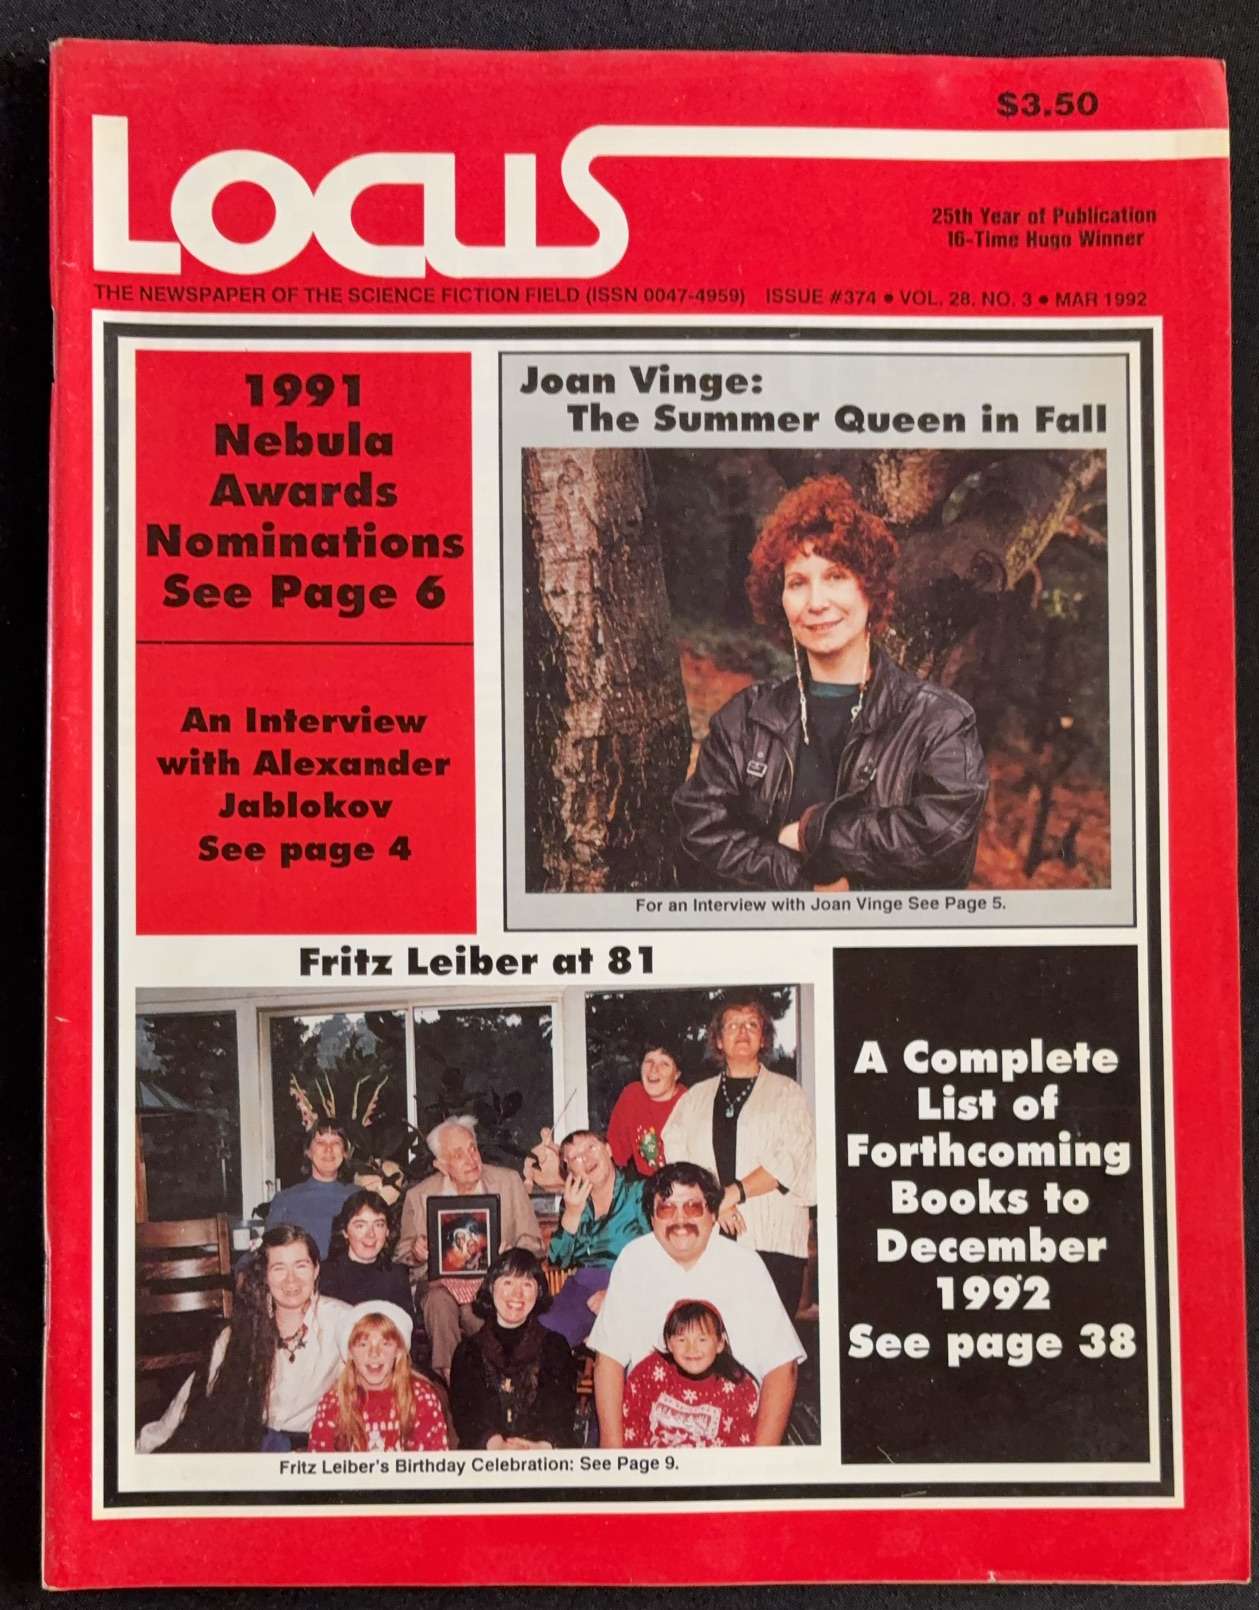 $3.50
LOCUS
25th Year of Publication
16-Time Hugo Winner
THE NEWSPAPER OF THE SCIENCE FICTION FIELD (ISSN 0047-4959) ISSUE #374 • VOL. 28, NO. 3 • MAR 1992
1991
Nebula
Awards
Nominations
See Page 6
An Interview
with Alexander
Jablokov
See page 4
Joan Vinge:
The Summer Queen in Fall
For an Interview with Joan Vinge See Page 5.
Fritz Leiber at 81
Fritz Leiber's Birthday Celebration: See Page 9.
A Complete
List of
Forthcoming
Books to
December
1992
See page 38